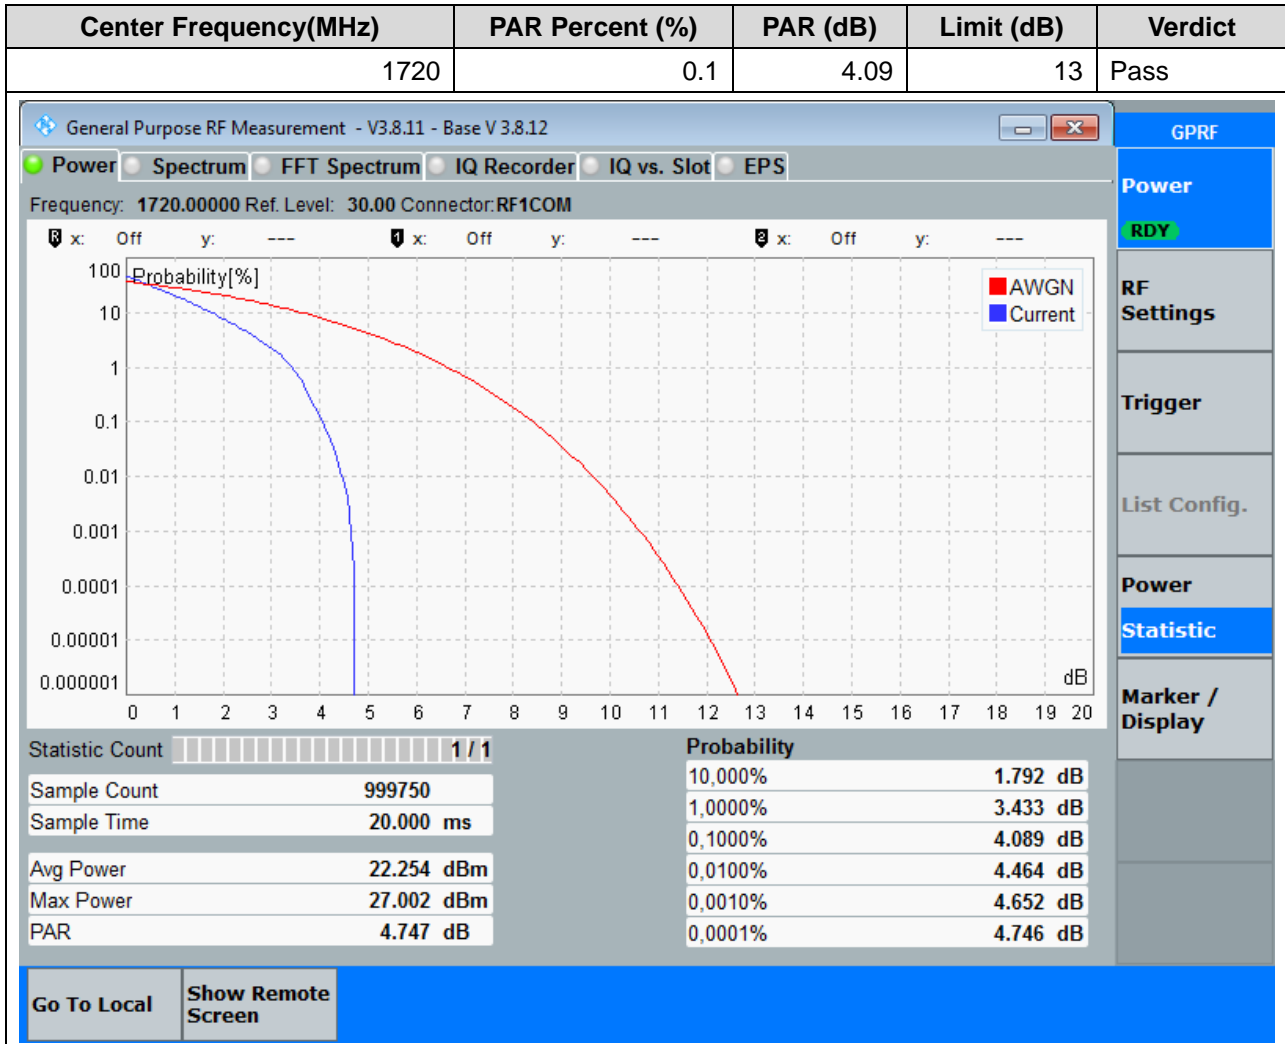 Center Frequency(MHz) PAR Percent (%) PAR (dB) Limit (dB) Verdict
1720 0.1 4.09 13 Pass
General Purpose RF Measurement - V3.8.11 - Base V 3.8.12
GPRF
Power Spectrum FFT Spectrum IQ Recorder IQ vs. Slot EPS
Frequency: 1720.00000 Ref. Level: 30.00 Connector: RF1COM
R x: Off y: --- 1 x: Off y: --- 2 x: Off y: ---
Probability[%]
AWGN
Current
100
10
1
0.1
0.01
0.001
0.0001
0.00001
0.000001
dB
0 1 2 3 4 5 6 7 8 9 10 11 12 13 14 15 16 17 18 19 20
Statistic Count 1 / 1
Sample Count 999750
Sample Time 20.000 ms
Avg Power 22.254 dBm
Max Power 27.002 dBm
PAR 4.747 dB
Probability
10,000% 1.792 dB
1,0000% 3.433 dB
0,1000% 4.089 dB
0,0100% 4.464 dB
0,0010% 4.652 dB
0,0001% 4.746 dB
Power
RDY
RF
Settings
Trigger
List Config.
Power
Statistic
Marker /
Display
Go To Local
Show Remote
Screen